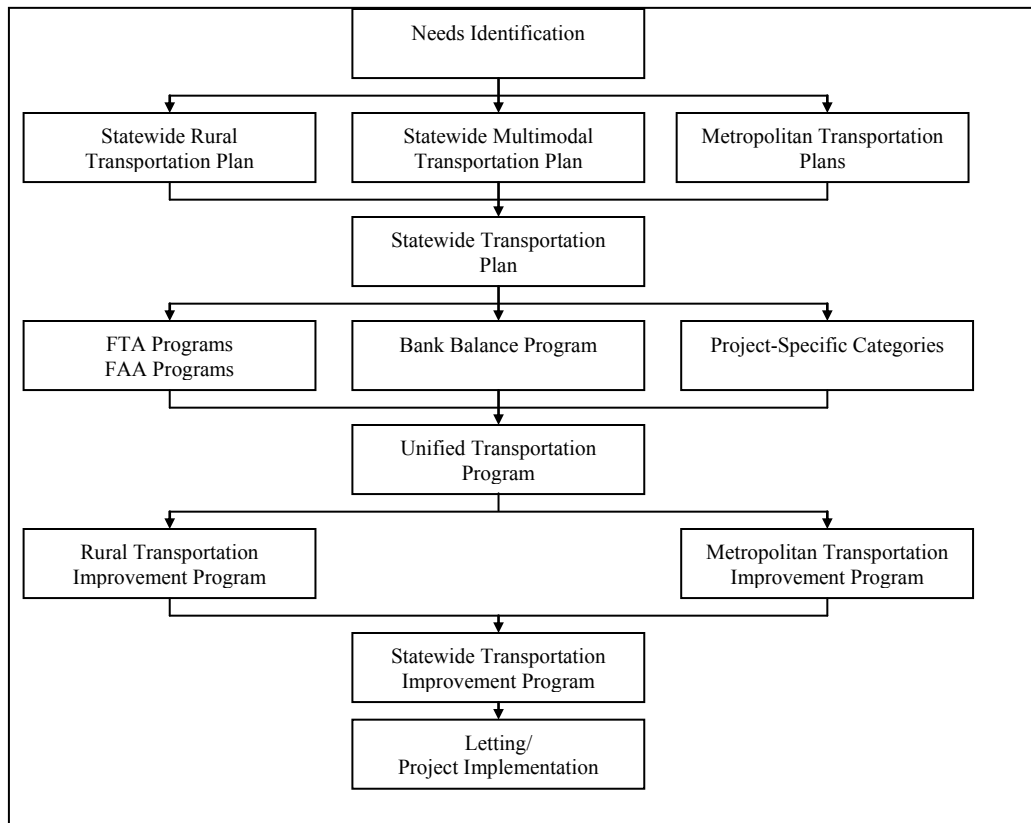 Needs Identification
Statewide Rural
Transportation Plan
Statewide Multimodal
Transportation Plan
Metropolitan Transportation
Plans
Statewide Transportation
Plan
FTA Programs
FAA Programs
Bank Balance Program
Project-Specific Categories
Unified Transportation
Program
Rural Transportation
Improvement Program
Metropolitan Transportation
Improvement Program
Statewide Transportation
Improvement Program
Letting/
Project Implementation